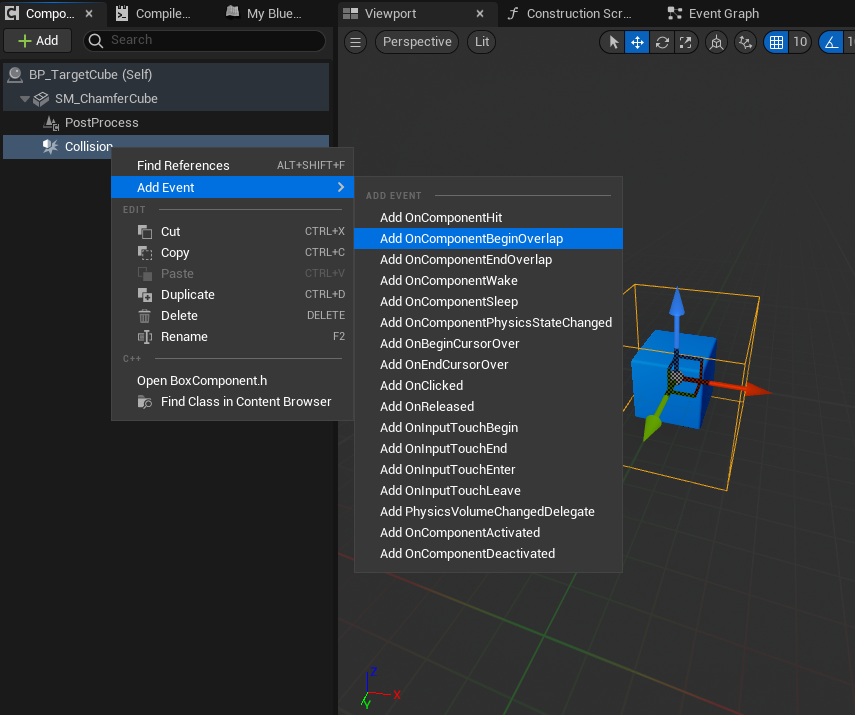 Compo...
Compile...
My Blue...
Viewport
Construction Scr...
Event Graph
Add
Search
Perspective
Lit
10
BP_TargetCube (Self)
SM_ChamferCube
PostProcess
Collision
Find References ALT+SHIFT+F
Add Event
EDIT
Cut CTRL+X
Copy CTRL+C
Paste CTRL+V
Duplicate CTRL+D
Delete DELETE
Rename F2
C++
Open BoxComponent.h
Find Class in Content Browser
ADD EVENT
Add OnComponentHit
Add OnComponentBeginOverlap
Add OnComponentEndOverlap
Add OnComponentWake
Add OnComponentSleep
Add OnComponentPhysicsStateChanged
Add OnBeginCursorOver
Add OnEndCursorOver
Add OnClicked
Add OnReleased
Add OnInputTouchBegin
Add OnInputTouchEnd
Add OnInputTouchEnter
Add OnInputTouchLeave
Add PhysicsVolumeChangedDelegate
Add OnComponentActivated
Add OnComponentDeactivated
Z
X
Y